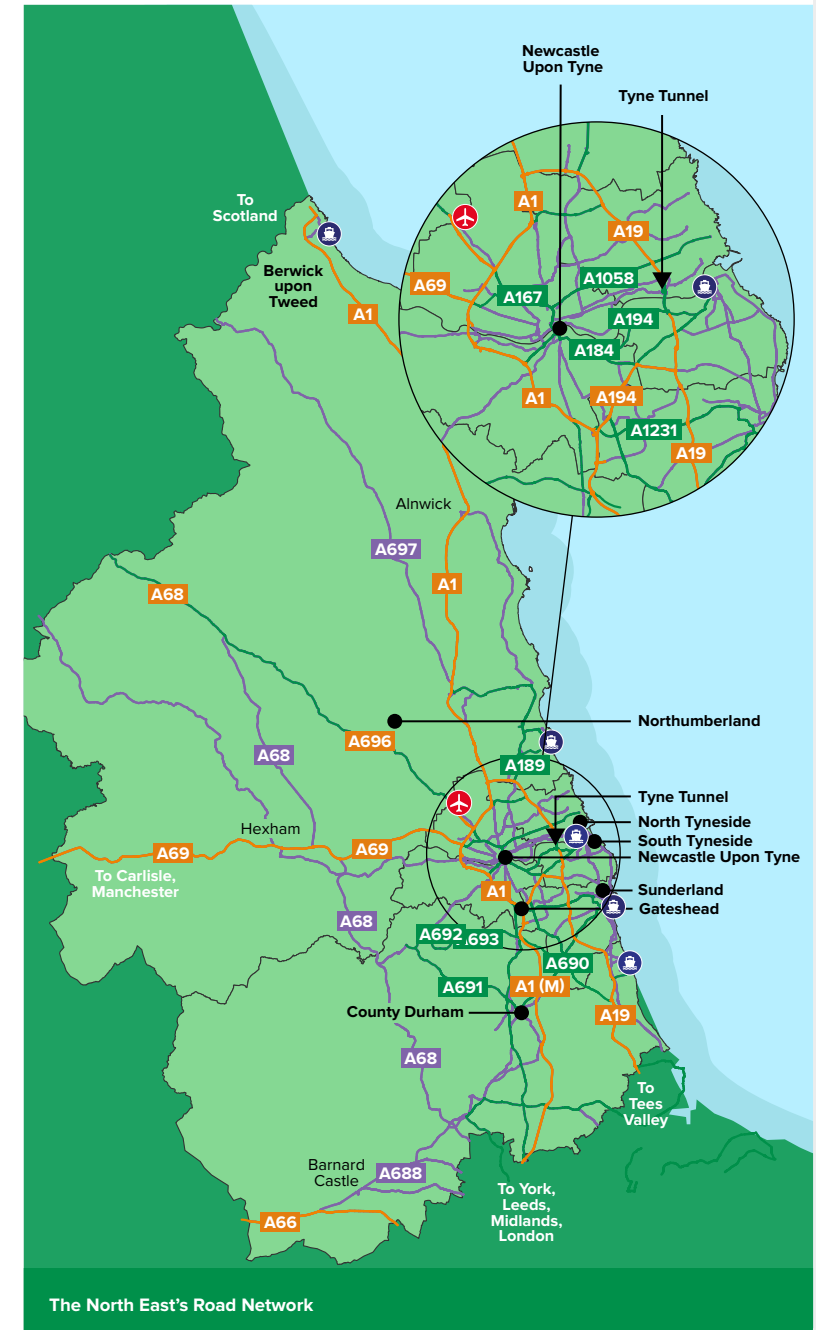 Newcastle
Upon Tyne
Tyne Tunnel
To
Scotland
Berwick
upon
Tweed
A1
A1
A19
A69
A1058
A167
A194
A184
A1
A194
A1231
A19
Alnwick
A697
A1
A68
Northumberland
A696
A68
A189
Tyne Tunnel
North Tyneside
South Tyneside
Newcastle Upon Tyne
Hexham
A69
A69
To Carlisle,
Manchester
A1
Sunderland
Gateshead
A68
A692
A693
A690
A691
A1 (M)
County Durham
A19
A68
To
Tees
Valley
Barnard
Castle
A688
To York,
Leeds,
Midlands,
London
A66
The North East's Road Network